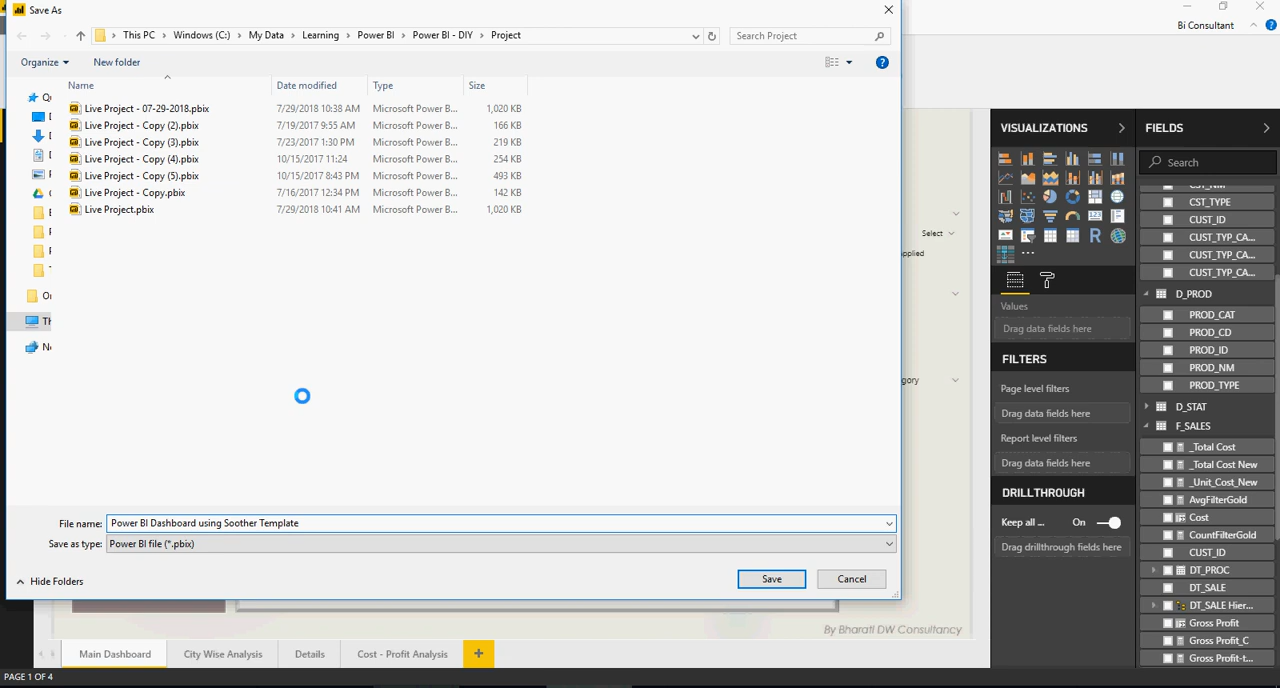 Save As
Bi Consultant
This PC > Windows (C:) > My Data > Learning > Power BI > Power BI - DIY > Project
Search Project
Organize
New folder
Name Date modified Type Size
Live Project - 07-29-2018.pbix 7/29/2018 10:38 AM Microsoft Power B... 1,020 KB
Live Project - Copy (2).pbix 7/19/2017 9:55 AM Microsoft Power B... 166 KB
Live Project - Copy (3).pbix 7/23/2017 1:30 PM Microsoft Power B... 219 KB
Live Project - Copy (4).pbix 10/15/2017 11:24 Microsoft Power B... 254 KB
Live Project - Copy (5).pbix 10/15/2017 8:43 PM Microsoft Power B... 493 KB
Live Project - Copy.pbix 7/16/2017 12:34 PM Microsoft Power B... 142 KB
Live Project.pbix 7/29/2018 10:41 AM Microsoft Power B... 1,020 KB
File name: Power BI Dashboard using Soother Template
Save as type: Power BI file (*.pbix)
Hide Folders
Save
Cancel
Select
applied
gory
By Bharati DW Consultancy
Main Dashboard
City Wise Analysis
Details
Cost - Profit Analysis
+
PAGE 1 OF 4
VISUALIZATIONS
Values
Drag data fields here
FILTERS
Page level filters
Drag data fields here
Report level filters
Drag data fields here
DRILLTHROUGH
Keep all ... On
Drag drillthrough fields here
FIELDS
Search
CST_NM
CST_TYPE
CUST_ID
CUST_TYP_CA...
CUST_TYP_CA...
CUST_TYP_CA...
D_PROD
PROD_CAT
PROD_CD
PROD_ID
PROD_NM
PROD_TYPE
D_STAT
F_SALES
_Total Cost
_Total Cost New
_Unit_Cost_New
AvgFilterGold
Cost
CountFilterGold
CUST_ID
DT_PROC
DT_SALE
DT_SALE Hier...
Gross Profit
Gross Profit_C
Gross Profit-t...